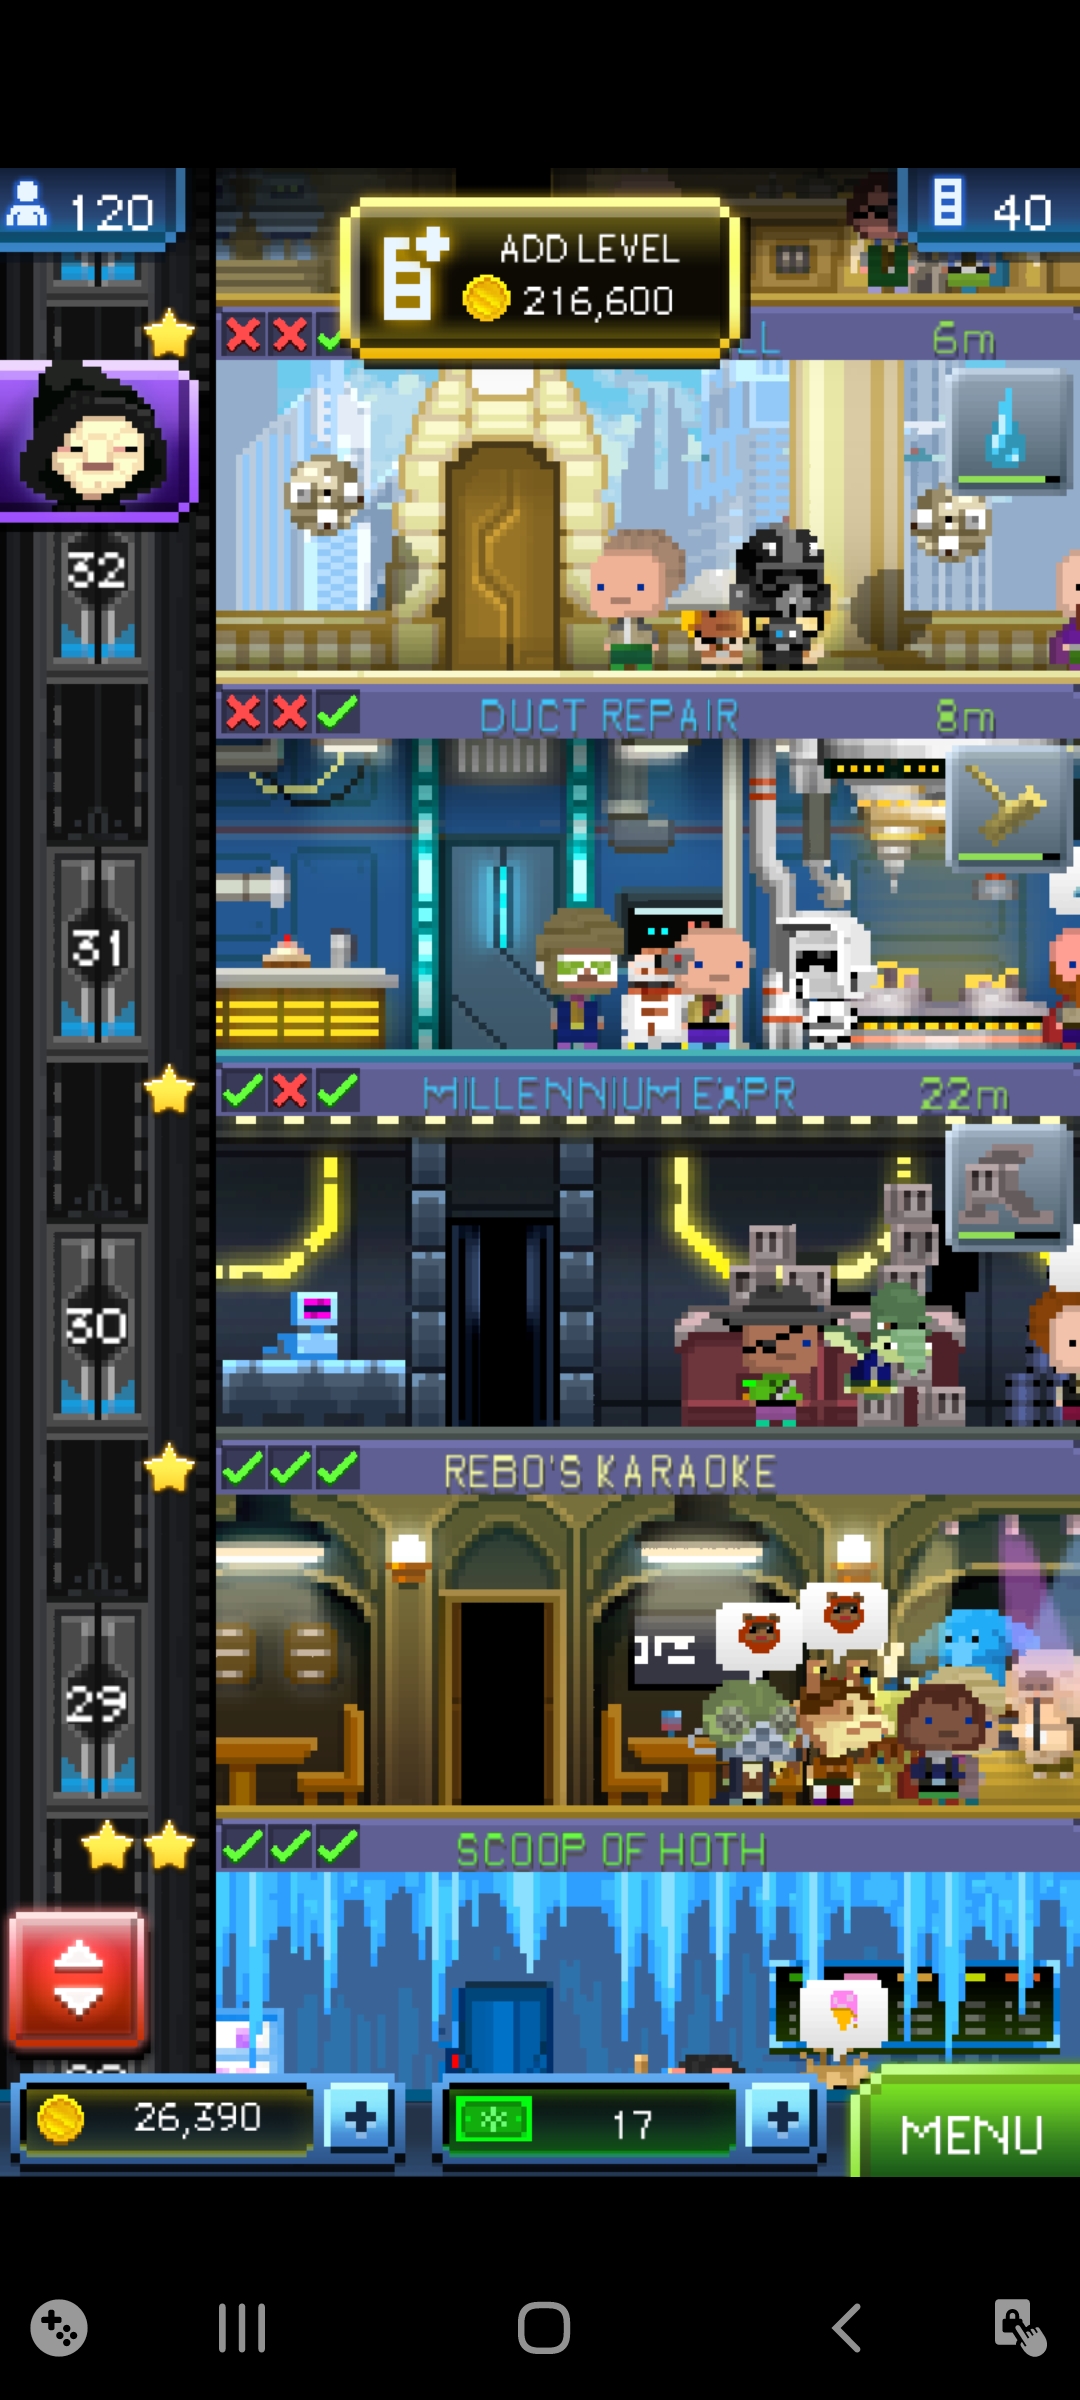 120
ADD LEVEL
216,600
40
LL
6m
32
DUCT REPAIR
8m
31
MILLENNIUM EXPR
22m
30
REBO'S KARAOKE
29
SCOOP OF HOTH
26,390
17
MENU